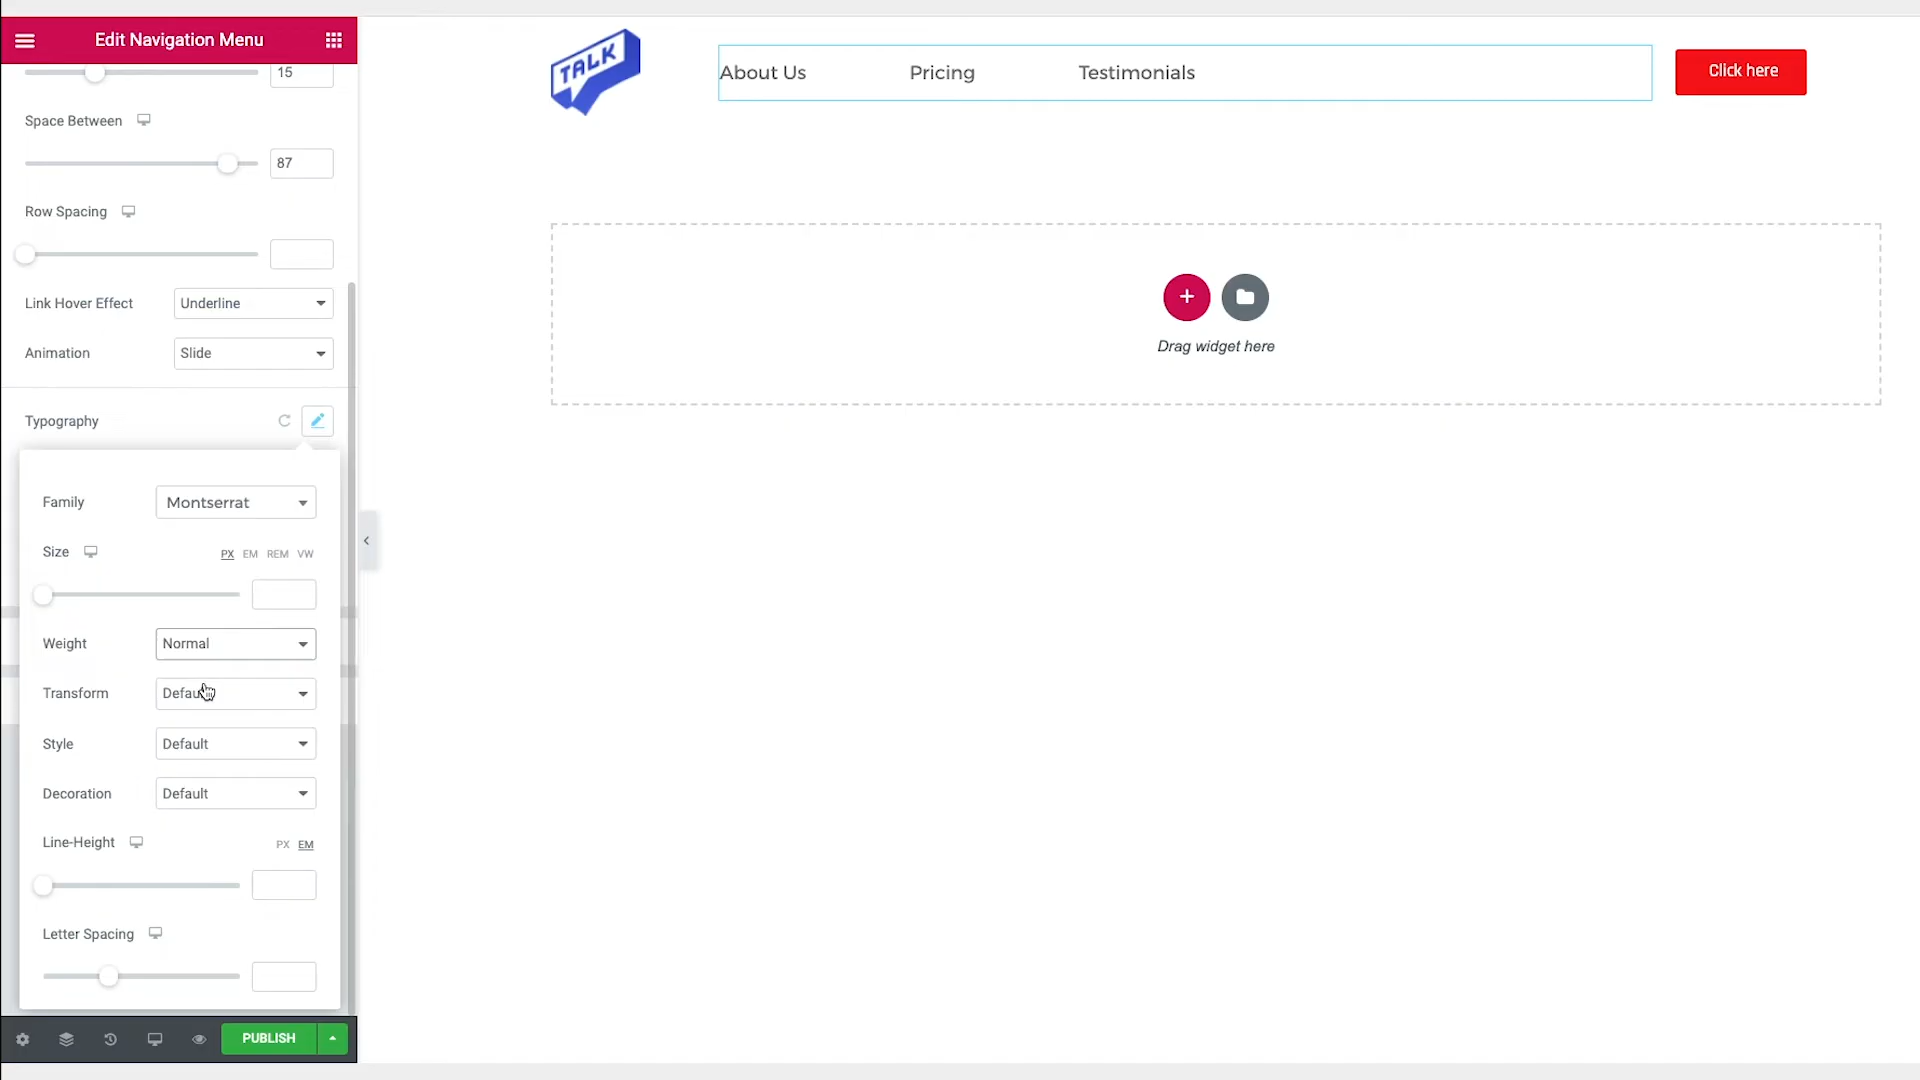 Edit Navigation Menu
15
Space Between
87
Row Spacing
Link Hover Effect
Underline
Animation
Slide
Typography
Family
Montserrat
Size
PX EM REM VW
Weight
Normal
Transform
Style
Default
Decoration
Default
Line-Height
PX EM
Letter Spacing
PUBLISH
TALK
About Us
Pricing
Testimonials
Click here
Drag widget here